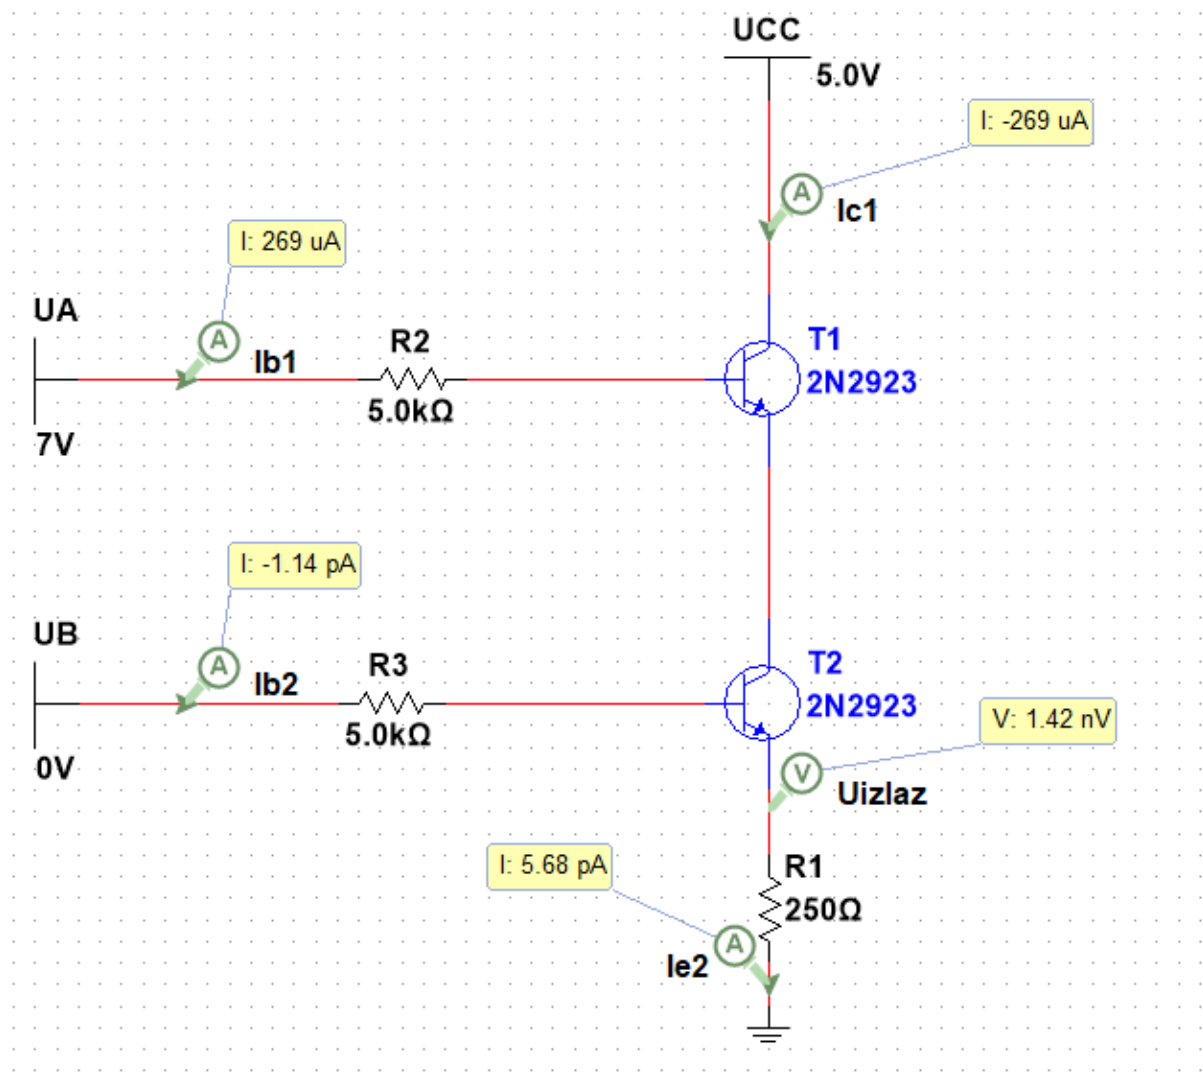 UCC
5.0V
I: -269 uA
A
Ic1
I: 269 uA
UA
A
Ib1
R2
5.0kΩ
7V
T1
2N2923
I: -1.14 pA
UB
A
Ib2
R3
5.0kΩ
0V
T2
2N2923
V: 1.42 nV
V
Uizlaz
I: 5.68 pA
R1
250Ω
A
Ie2